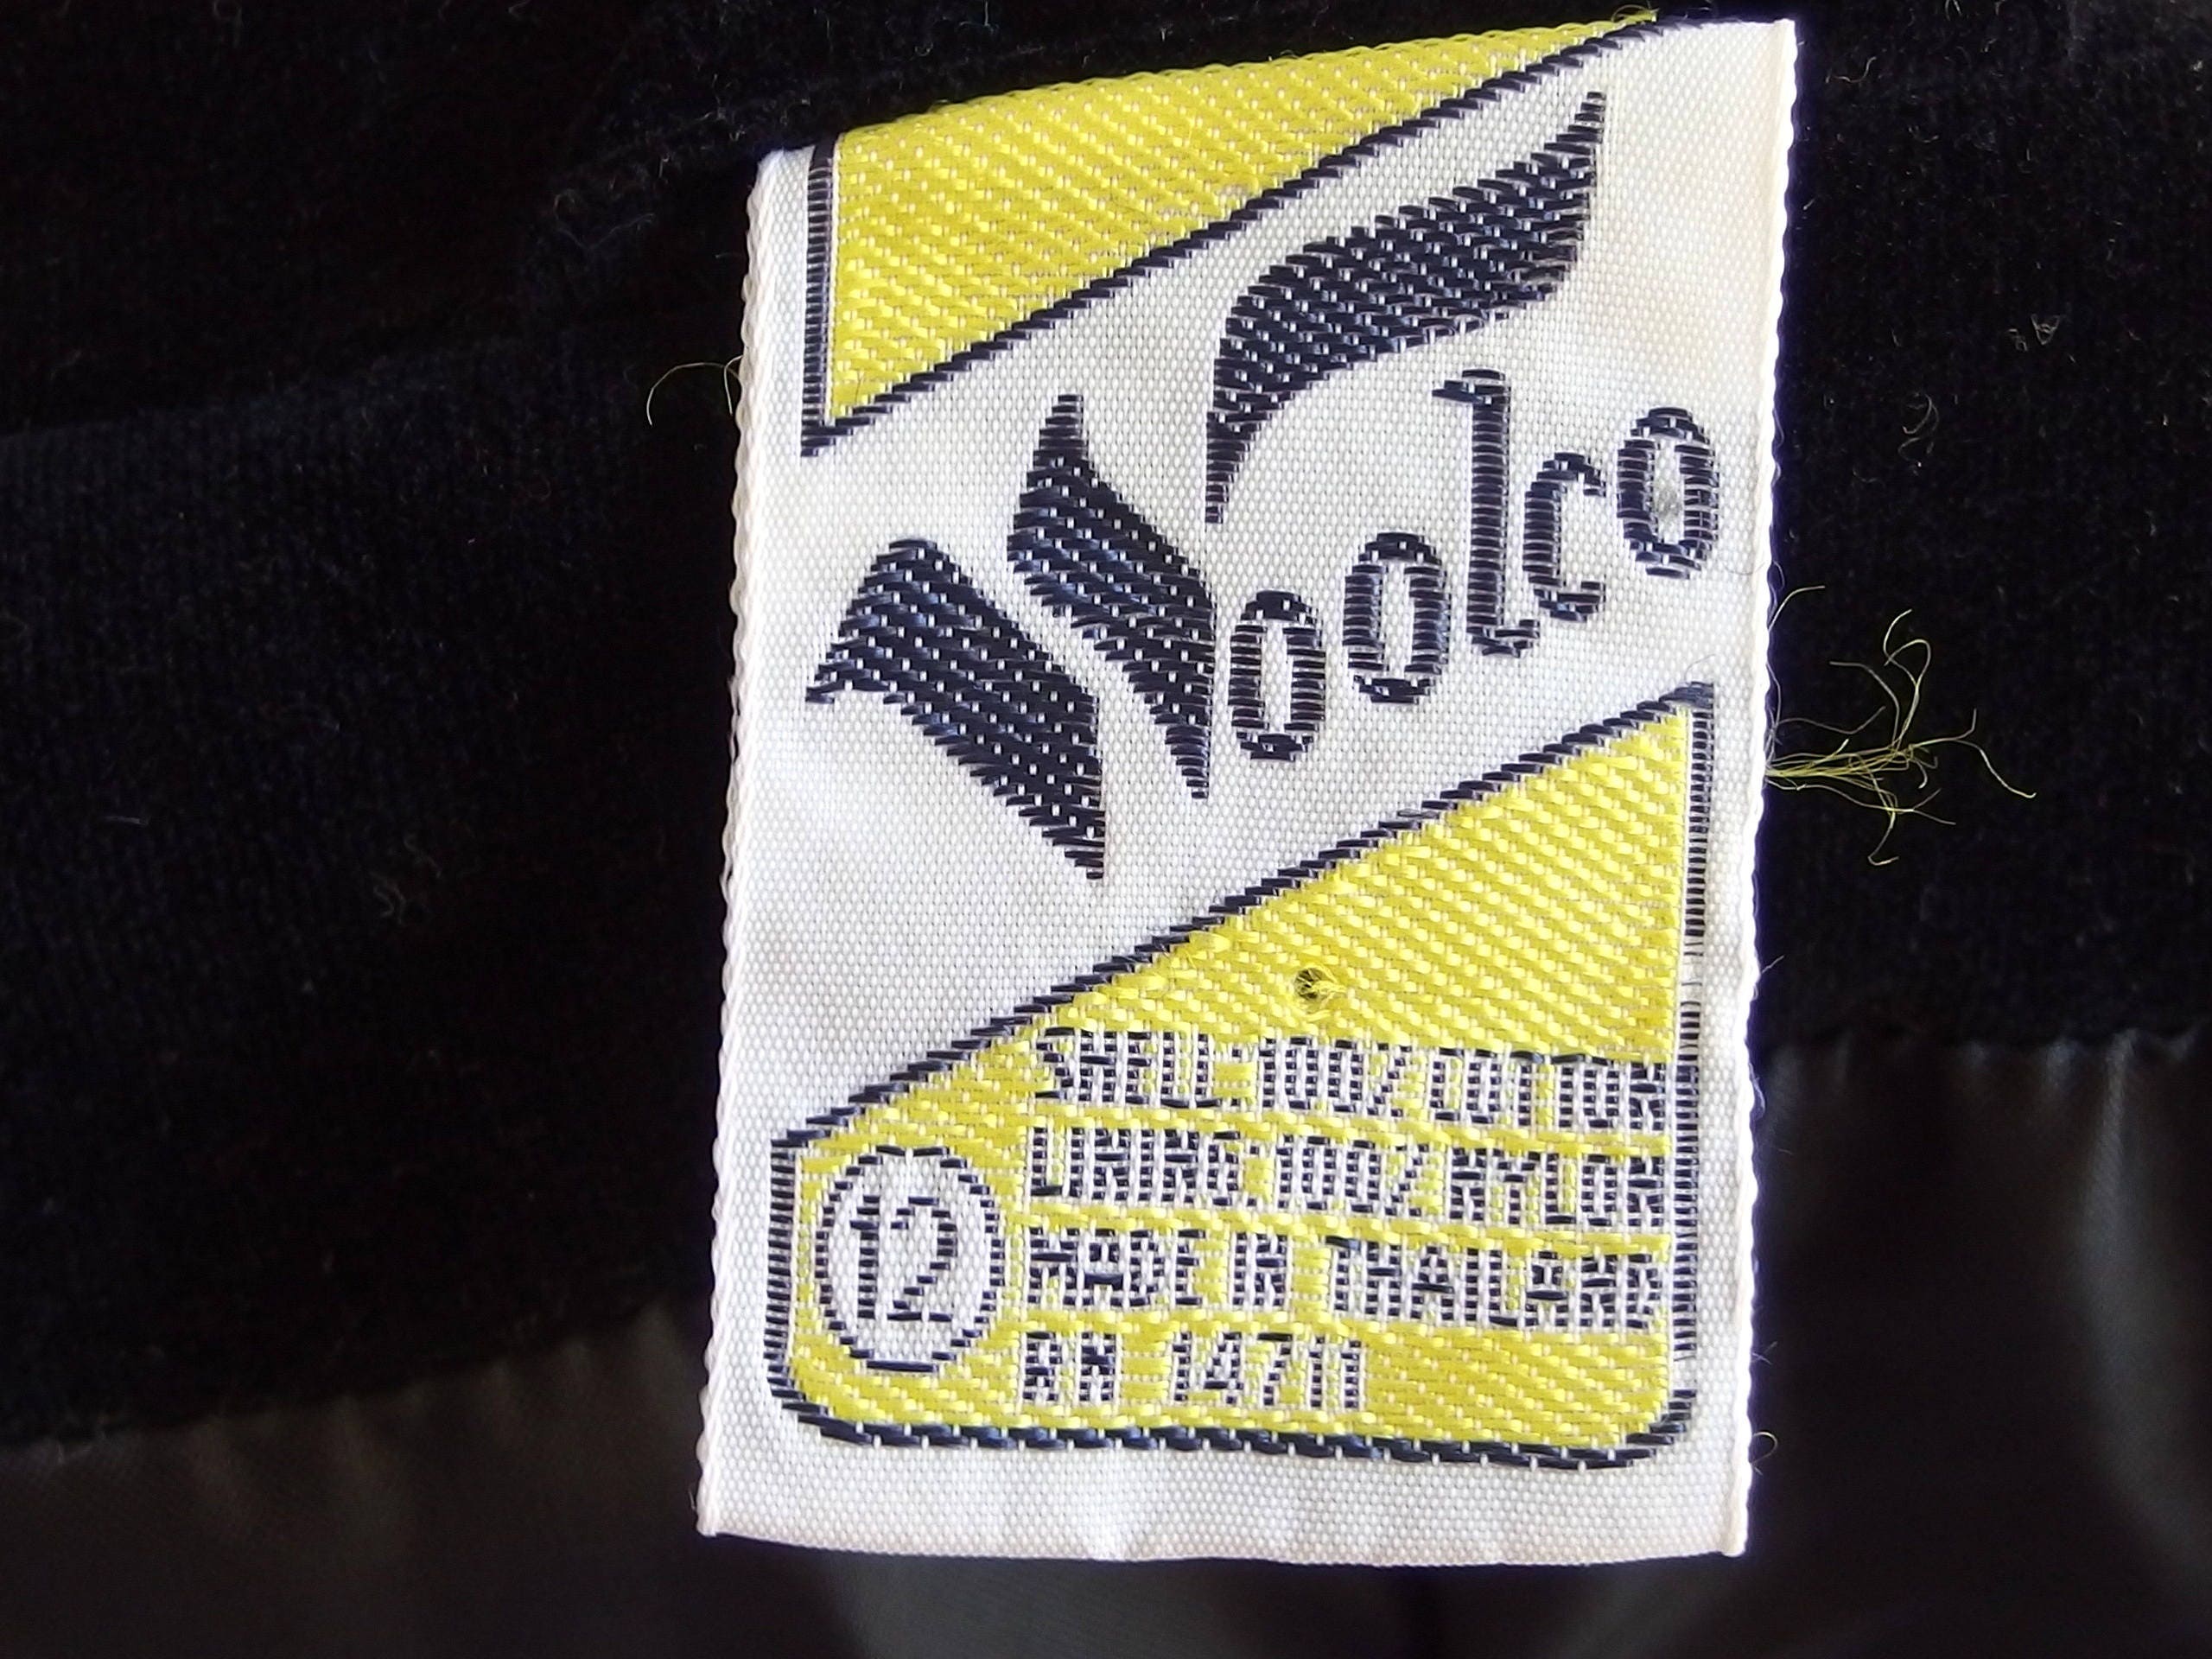 Woolco
SHELL:100% COTTON
LINING:100% NYLON
12
MADE IN THAILAND
RN 14711